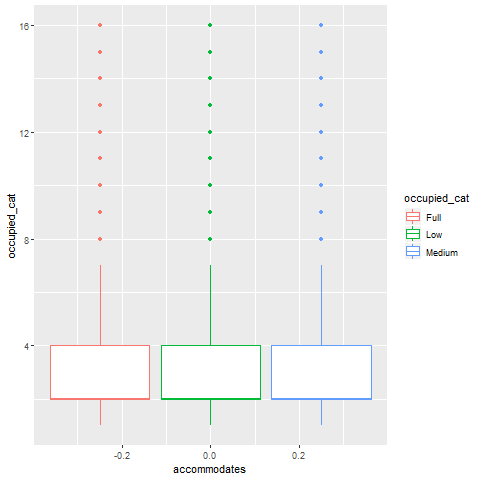 16
12
8
4
occupied_cat
-0.2
0.0
0.2
accommodates
occupied_cat
Full
Low
Medium